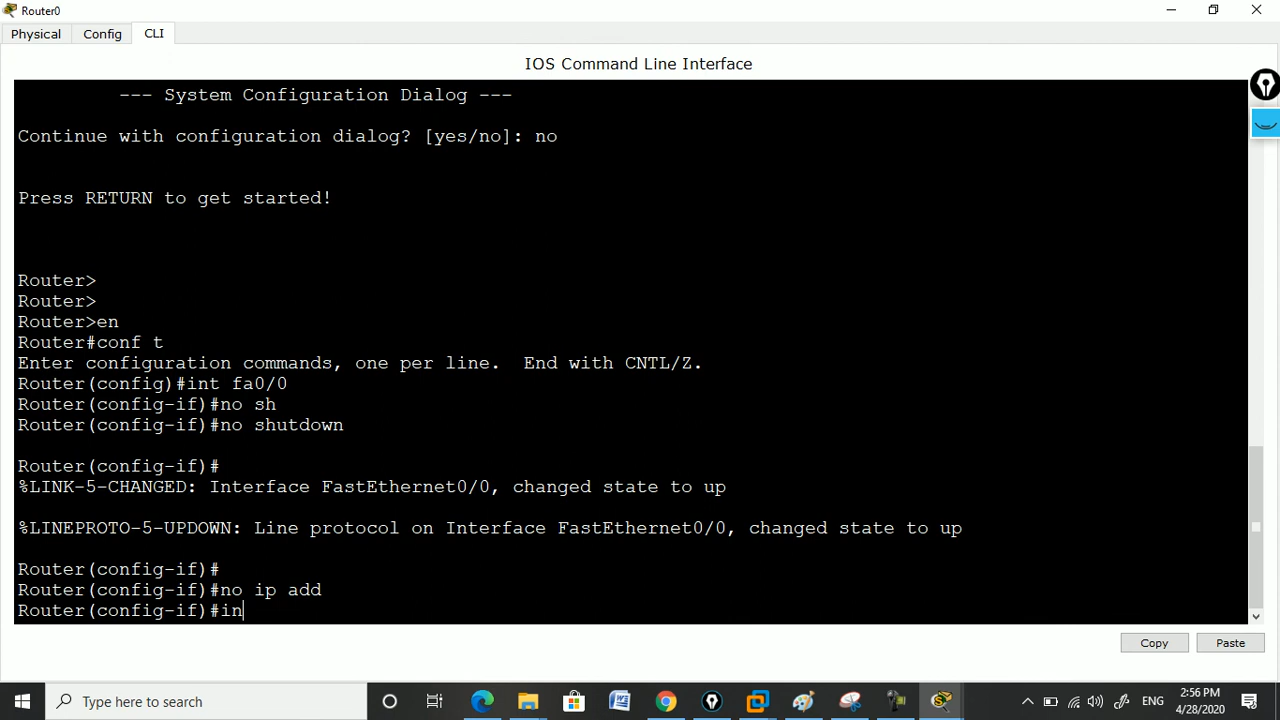 Router0
Physical Config CLI
IOS Command Line Interface
--- System Configuration Dialog ---
Continue with configuration dialog? [yes/no]: no
Press RETURN to get started!
Router>
Router>
Router>en
Router#conf t
Enter configuration commands, one per line.  End with CNTL/Z.
Router(config)#int fa0/0
Router(config-if)#no sh
Router(config-if)#no shutdown
Router(config-if)#
%LINK-5-CHANGED: Interface FastEthernet0/0, changed state to up
%LINEPROTO-5-UPDOWN: Line protocol on Interface FastEthernet0/0, changed state to up
Router(config-if)#
Router(config-if)#no ip add
Router(config-if)#in
Copy Paste
Type here to search
ENG
2:56 PM
4/28/2020